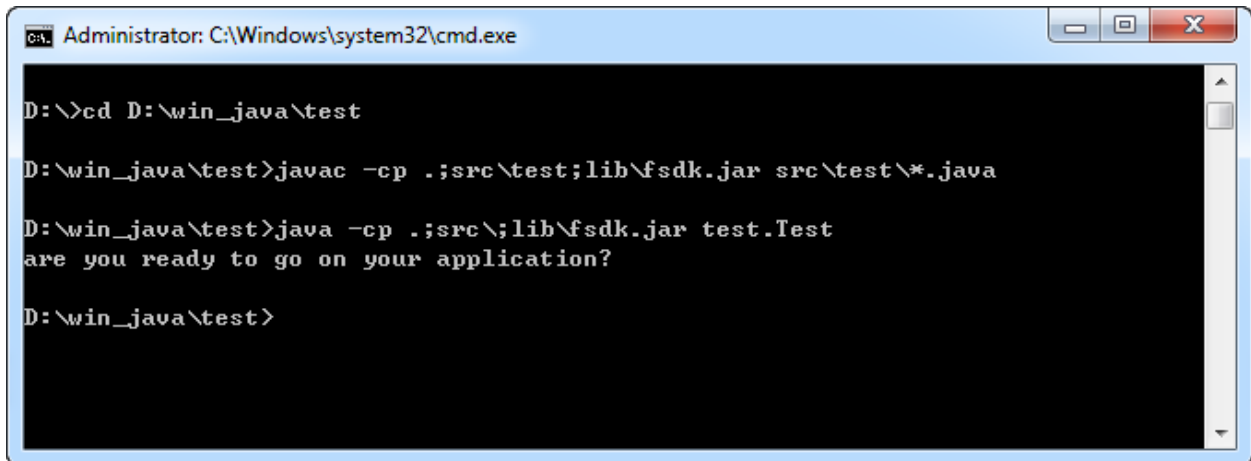 Administrator: C:\Windows\system32\cmd.exe
D:\>cd D:\win_java\test
D:\win_java\test>javac -cp .;src\test;lib\fsdk.jar src\test\*.java
D:\win_java\test>java -cp .;src\;lib\fsdk.jar test.Test
are you ready to go on your application?
D:\win_java\test>